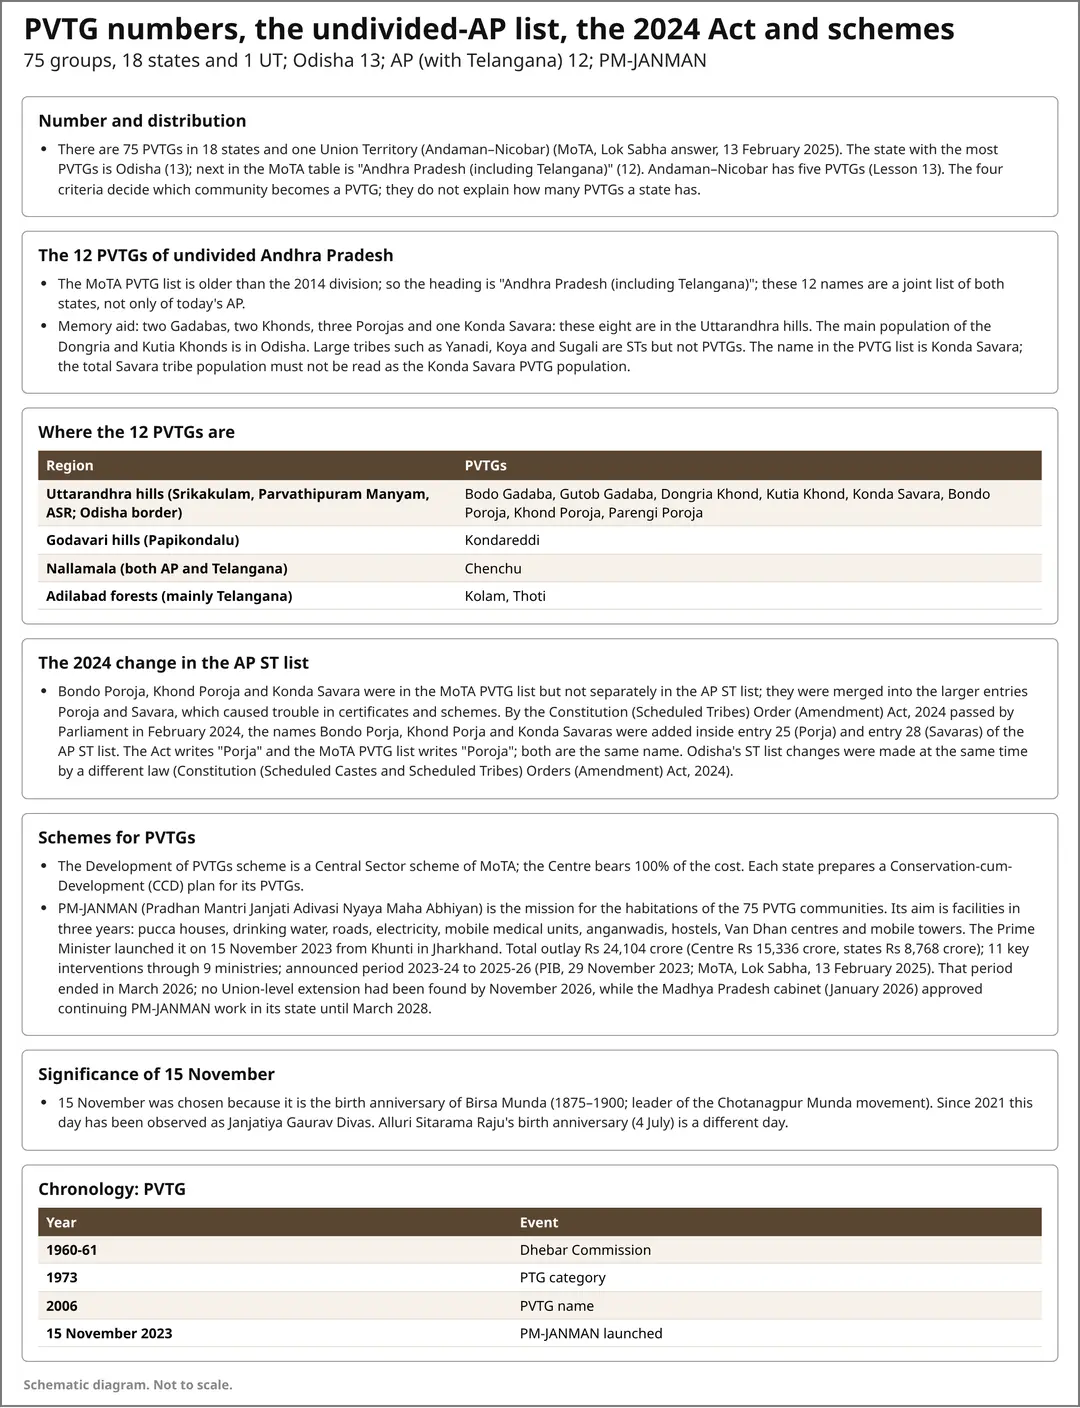 PVTG numbers, the undivided-AP list, the 2024 Act and schemes
75 groups, 18 states and 1 UT; Odisha 13; AP (with Telangana) 12; PM-JANMAN
Number and distribution
• There are 75 PVTGs in 18 states and one Union Territory (Andaman–Nicobar) (MoTA, Lok Sabha answer, 13 February 2025). The state with the most
PVTGs is Odisha (13); next in the MoTA table is "Andhra Pradesh (including Telangana)" (12). Andaman–Nicobar has five PVTGs (Lesson 13). The four
criteria decide which community becomes a PVTG; they do not explain how many PVTGs a state has.
The 12 PVTGs of undivided Andhra Pradesh
• The MoTA PVTG list is older than the 2014 division; so the heading is "Andhra Pradesh (including Telangana)"; these 12 names are a joint list of both
states, not only of today's AP.
• Memory aid: two Gadabas, two Khonds, three Porojas and one Konda Savara: these eight are in the Uttarandhra hills. The main population of the
Dongria and Kutia Khonds is in Odisha. Large tribes such as Yanadi, Koya and Sugali are STs but not PVTGs. The name in the PVTG list is Konda Savara;
the total Savara tribe population must not be read as the Konda Savara PVTG population.
Where the 12 PVTGs are
Region PVTGs
Uttarandhra hills (Srikakulam, Parvathipuram Manyam, Bodo Gadaba, Gutob Gadaba, Dongria Khond, Kutia Khond, Konda Savara, Bondo
ASR; Odisha border) Poroja, Khond Poroja, Parengi Poroja
Godavari hills (Papikondalu) Kondareddi
Nallamala (both AP and Telangana) Chenchu
Adilabad forests (mainly Telangana) Kolam, Thoti
The 2024 change in the AP ST list
• Bondo Poroja, Khond Poroja and Konda Savara were in the MoTA PVTG list but not separately in the AP ST list; they were merged into the larger entries
Poroja and Savara, which caused trouble in certificates and schemes. By the Constitution (Scheduled Tribes) Order (Amendment) Act, 2024 passed by
Parliament in February 2024, the names Bondo Porja, Khond Porja and Konda Savaras were added inside entry 25 (Porja) and entry 28 (Savaras) of the
AP ST list. The Act writes "Porja" and the MoTA PVTG list writes "Poroja"; both are the same name. Odisha's ST list changes were made at the same time
by a different law (Constitution (Scheduled Castes and Scheduled Tribes) Orders (Amendment) Act, 2024).
Schemes for PVTGs
• The Development of PVTGs scheme is a Central Sector scheme of MoTA; the Centre bears 100% of the cost. Each state prepares a Conservation-cum-
Development (CCD) plan for its PVTGs.
• PM-JANMAN (Pradhan Mantri Janjati Adivasi Nyaya Maha Abhiyan) is the mission for the habitations of the 75 PVTG communities. Its aim is facilities in
three years: pucca houses, drinking water, roads, electricity, mobile medical units, anganwadis, hostels, Van Dhan centres and mobile towers. The Prime
Minister launched it on 15 November 2023 from Khunti in Jharkhand. Total outlay Rs 24,104 crore (Centre Rs 15,336 crore, states Rs 8,768 crore); 11 key
interventions through 9 ministries; announced period 2023-24 to 2025-26 (PIB, 29 November 2023; MoTA, Lok Sabha, 13 February 2025). That period
ended in March 2026; no Union-level extension had been found by November 2026, while the Madhya Pradesh cabinet (January 2026) approved
continuing PM-JANMAN work in its state until March 2028.
Significance of 15 November
• 15 November was chosen because it is the birth anniversary of Birsa Munda (1875–1900; leader of the Chotanagpur Munda movement). Since 2021 this
day has been observed as Janjatiya Gaurav Divas. Alluri Sitarama Raju's birth anniversary (4 July) is a different day.
Chronology: PVTG
Year Event
1960-61 Dhebar Commission
1973 PTG category
2006 PVTG name
15 November 2023 PM-JANMAN launched
Schematic diagram. Not to scale.